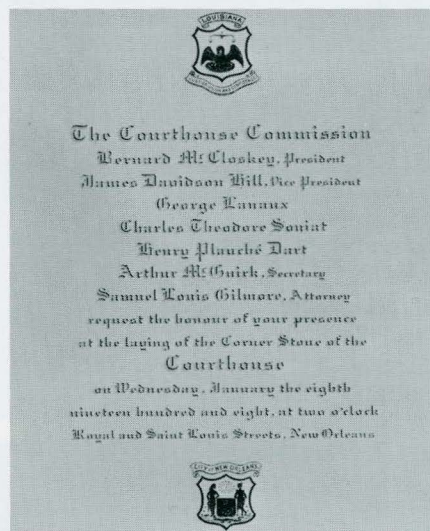 LOUISIANA
The Courthouse Commission
Bernard McCloskey, President
James Davidson Hill, Vice President
George Lanaux
Charles Theodore Soniat
Henry Plauché Dart
Arthur McGuirk, Secretary
Samuel Louis Gilmore, Attorney
request the honour of your presence
at the laying of the Corner Stone of the
Courthouse
on Wednesday, January the eighth
nineteen hundred and eight, at two o'clock
Royal and Saint Louis Streets, New Orleans
CITY OF NEW ORLEANS